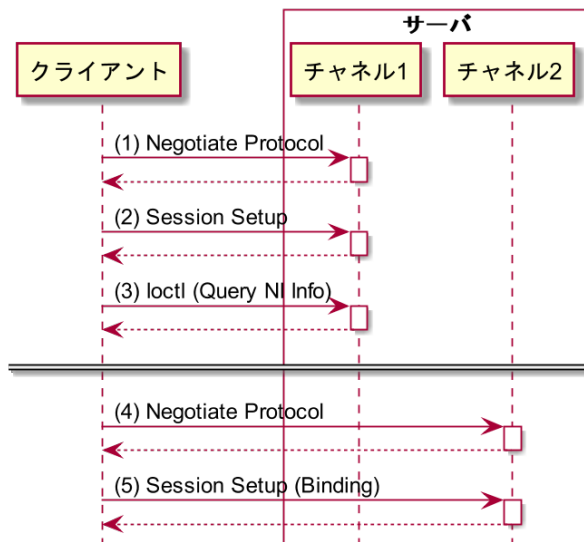 サーバ
クライアント
チャネル1
チャネル2
(1) Negotiate Protocol
(2) Session Setup
(3) Ioctl (Query NI Info)
(4) Negotiate Protocol
(5) Session Setup (Binding)